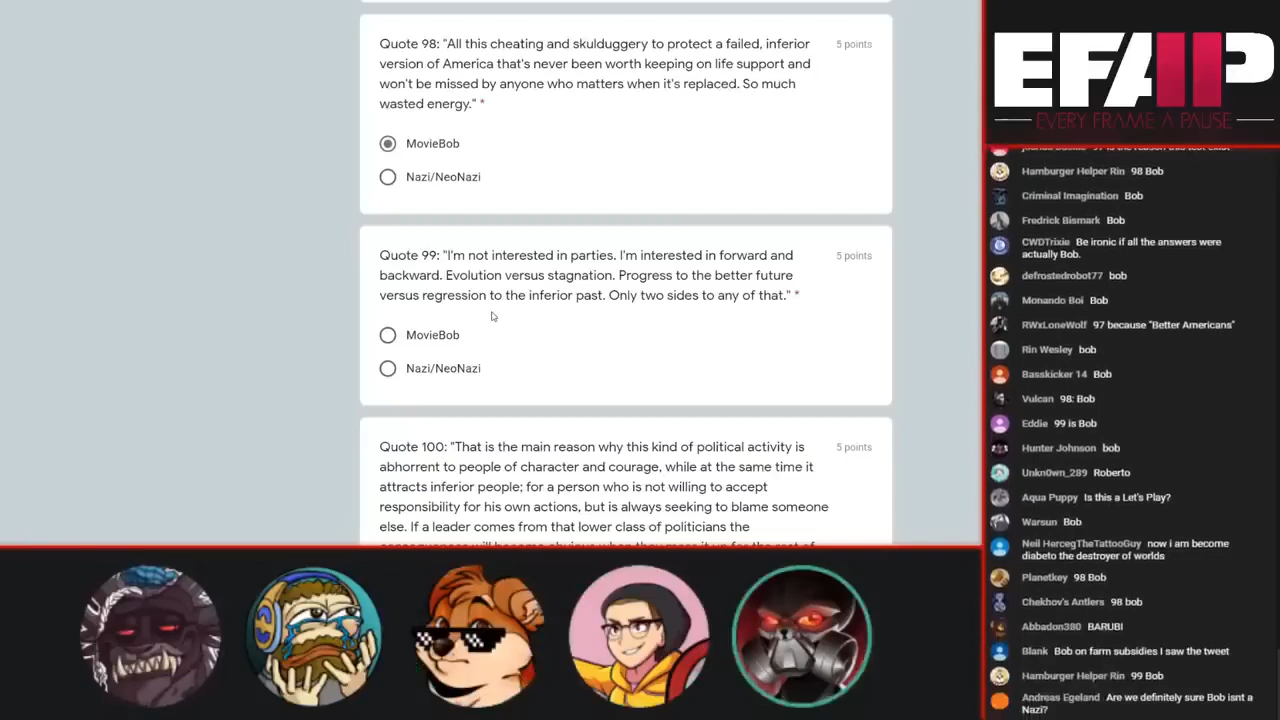 Quote 98: "All this cheating and skulduggery to protect a failed, inferior
5 points
version of America that's never been worth keeping on life support and
won't be missed by anyone who matters when it's replaced. So much
wasted energy." *
MovieBob
Nazi/NeoNazi
Quote 99: "I'm not interested in parties. I'm interested in forward and
5 points
backward. Evolution versus stagnation. Progress to the better future
versus regression to the inferior past. Only two sides to any of that." *
MovieBob
Nazi/NeoNazi
Quote 100: "That is the main reason why this kind of political activity is
5 points
abhorrent to people of character and courage, while at the same time it
attracts inferior people; for a person who is not willing to accept
responsibility for his own actions, but is always seeking to blame someone
else. If a leader comes from that lower class of politicians the
EFAP
EVERY FRAME A PAUSE
Hamburger Helper Rin 98 Bob
Criminal Imagination Bob
Fredrick Bismark Bob
CWDTrixie Be ironic if all the answers were
actually Bob.
defrostedrobot77 bob
Monando Boi Bob
RWxLoneWolf 97 because "Better Americans"
Rin Wesley bob
Basskicker 14 Bob
Vulcan 98: Bob
Eddie 99 is Bob
Hunter Johnson bob
Unkn0wn_289 Roberto
Aqua Puppy Is this a Let's Play?
Warsun Bob
Neil HercegTheTattooGuy now i am become
diabeto the destroyer of worlds
Planetkey 98 Bob
Chekhov's Antlers 98 bob
Abbadon380 BARUBI
Blank Bob on farm subsidies I saw the tweet
Hamburger Helper Rin 99 Bob
Andreas Egeland Are we definitely sure Bob isnt a
Nazi?